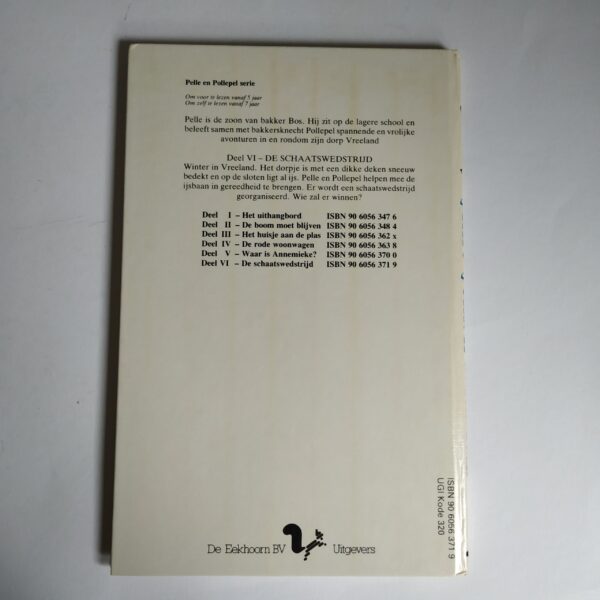 Pelle en Pollepel serie
Om voor te lezen vanaf 5 jaar
Om zelf te lezen vanaf 7 jaar
Pelle is de zoon van bakker Bos. Hij zit op de lagere school en
beleeft samen met bakkersknecht Pollepel spannende en vrolijke
avonturen in en rondom zijn dorp Vreeland
Deel VI – DE SCHAATSWEDSTRIJD
Winter in Vreeland. Het dorpje is met een dikke deken sneeuw
bedekt en op de sloten ligt al ijs. Pelle en Pollepel helpen mee de
ijsbaan in gereedheid te brengen. Er wordt een schaatswedstrijd
georganiseerd. Wie zal er winnen?
Deel I – Het uithangbord ISBN 90 6056 347 6
Deel II – De boom moet blijven ISBN 90 6056 348 4
Deel III – Het huisje aan de plas ISBN 90 6056 362 x
Deel IV – De rode woonwagen ISBN 90 6056 363 8
Deel V – Waar is Annemieke? ISBN 90 6056 370 0
Deel VI – De schaatswedstrijd ISBN 90 6056 371 9
ISBN 90 6056 371 9
UGI Kode 320
De Eekhoorn BV Uitgevers